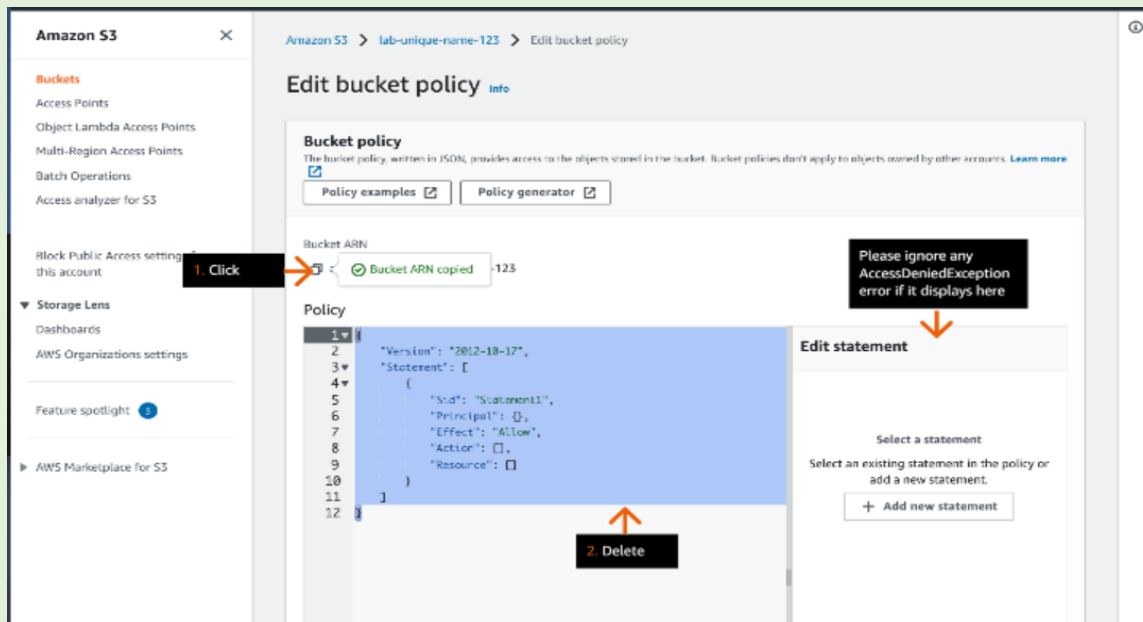 Amazon S3
Buckets
Access Points
Object Lambda Access Points
Multi-Region Access Points
Batch Operations
Access analyzer for S3
Block Public Access settings
this account
Storage Lens
Dashboards
AWS Organizations settings
Feature spotlight 3
AWS Marketplace for S3
Amazon S3 > lab-unique-name-123 > Edit bucket policy
Edit bucket policy Info
Bucket policy
The bucket policy, written in JSON, provides access to the objects stored in the bucket. Bucket policies don't apply to objects owned by other accounts. Learn more
Policy examples
Policy generator
Bucket ARN
1. Click
Bucket ARN copied
-123
Please ignore any
AccessDeniedException
error if it displays here
Policy
1 {
2 "Version": "2012-10-17",
3 "Statement": [
4 {
5 "Sid": "Statement1",
6 "Principal": {},
7 "Effect": "Allow",
8 "Action": [],
9 "Resource": []
10 }
11 ]
12 }
2. Delete
Edit statement
Select a statement
Select an existing statement in the policy or
add a new statement.
+ Add new statement